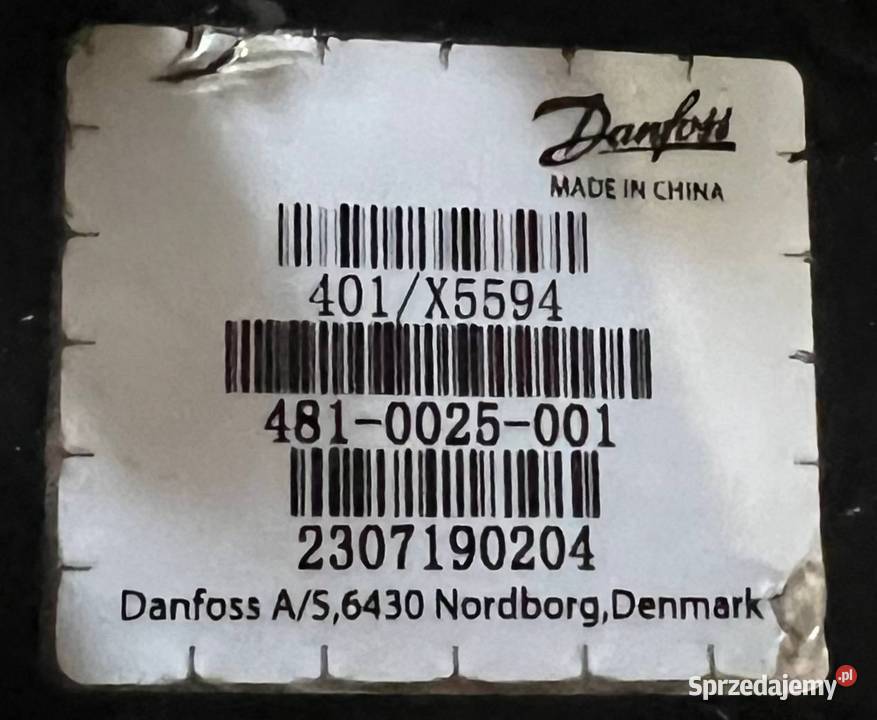 Danfoss
MADE IN CHINA
401/X5594
481-0025-001
2307190204
Danfoss A/S,6430 Nordborg,Denmark
Sprzedajemy.pl